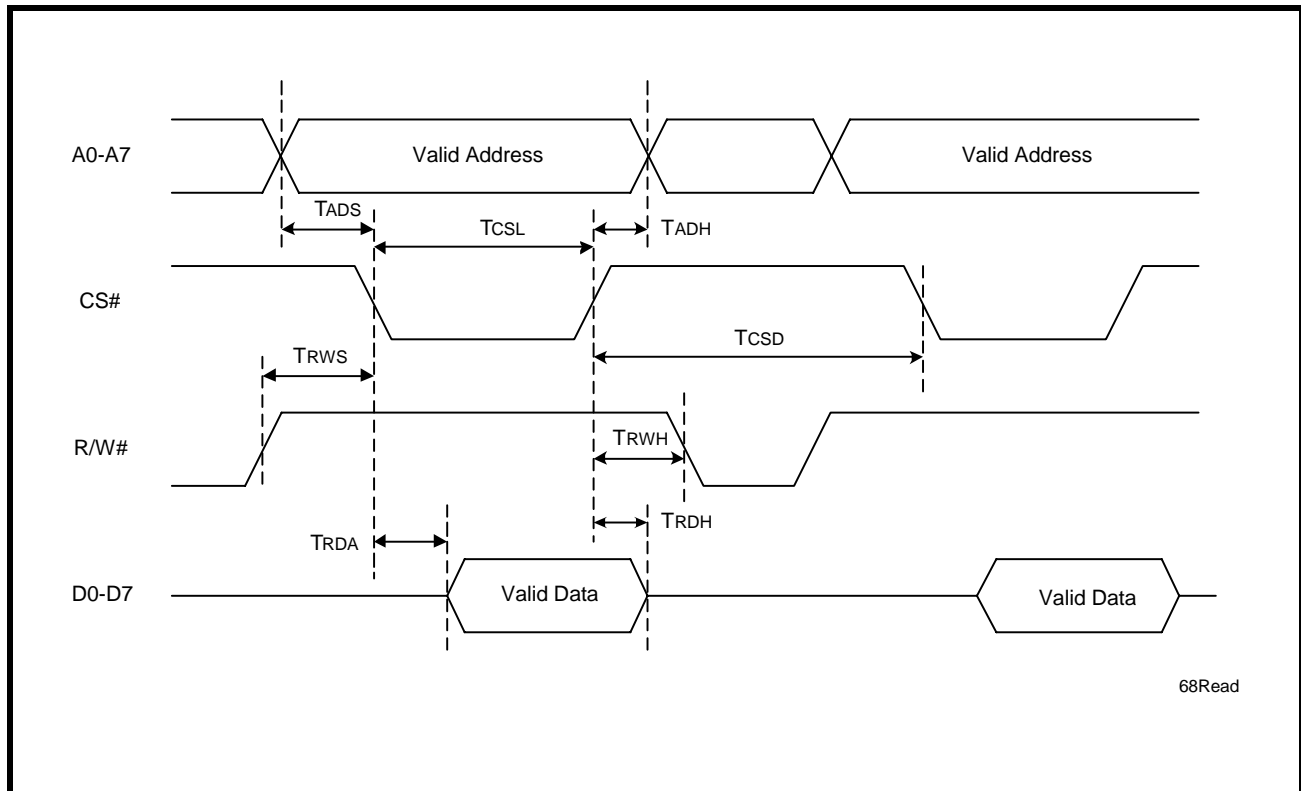 A0-A7
Valid Address
Valid Address
TADS
TCSL
TADH
CS#
TCSD
TRWS
R/W#
TRWH
TRDH
TRDA
D0-D7
Valid Data
Valid Data
68Read